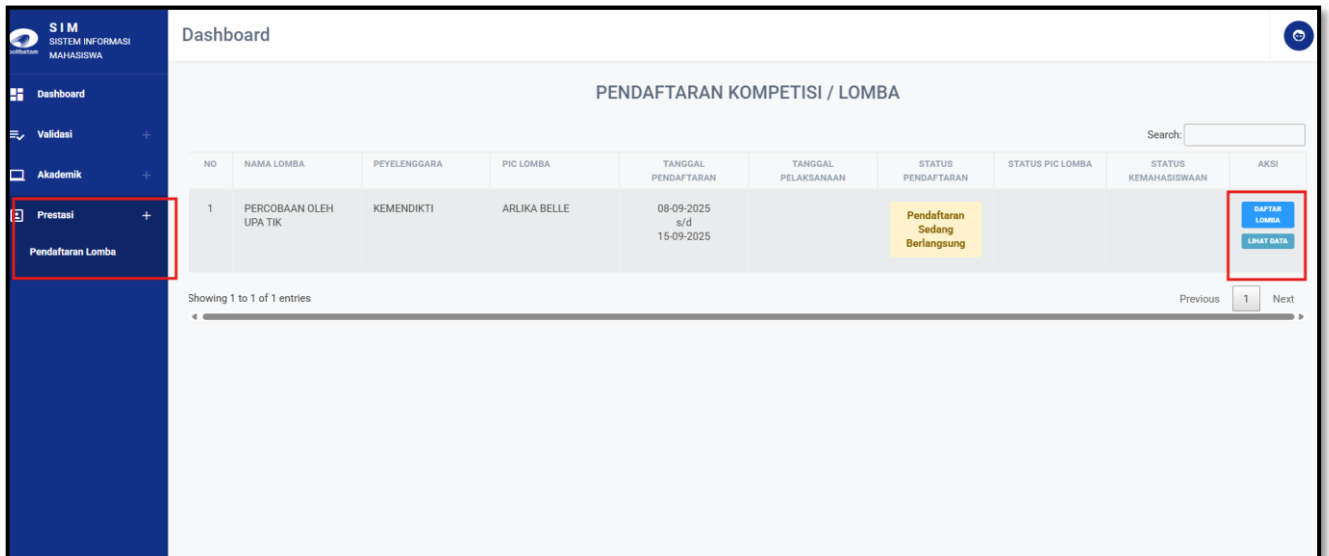 SIM
SISTEM INFORMASI
MAHASISWA
Dashboard
Dashboard
Validasi +
Akademik +
Prestasi +
Pendaftaran Lomba
PENDAFTARAN KOMPETISI / LOMBA
Search:
NO NAMA LOMBA PEYELENGGARA PIC LOMBA TANGGAL PENDAFTARAN TANGGAL PELAKSANAAN STATUS PENDAFTARAN STATUS PIC LOMBA STATUS KEMAHASISWAAN AKSI
1 PERCOBAAN OLEH UPA TIK KEMENDIKTI ARLIKA BELLE 08-09-2025 s/d 15-09-2025 Pendaftaran Sedang Berlangsung DAFTAR LOMBA LIHAT DATA
Showing 1 to 1 of 1 entries
Previous 1 Next